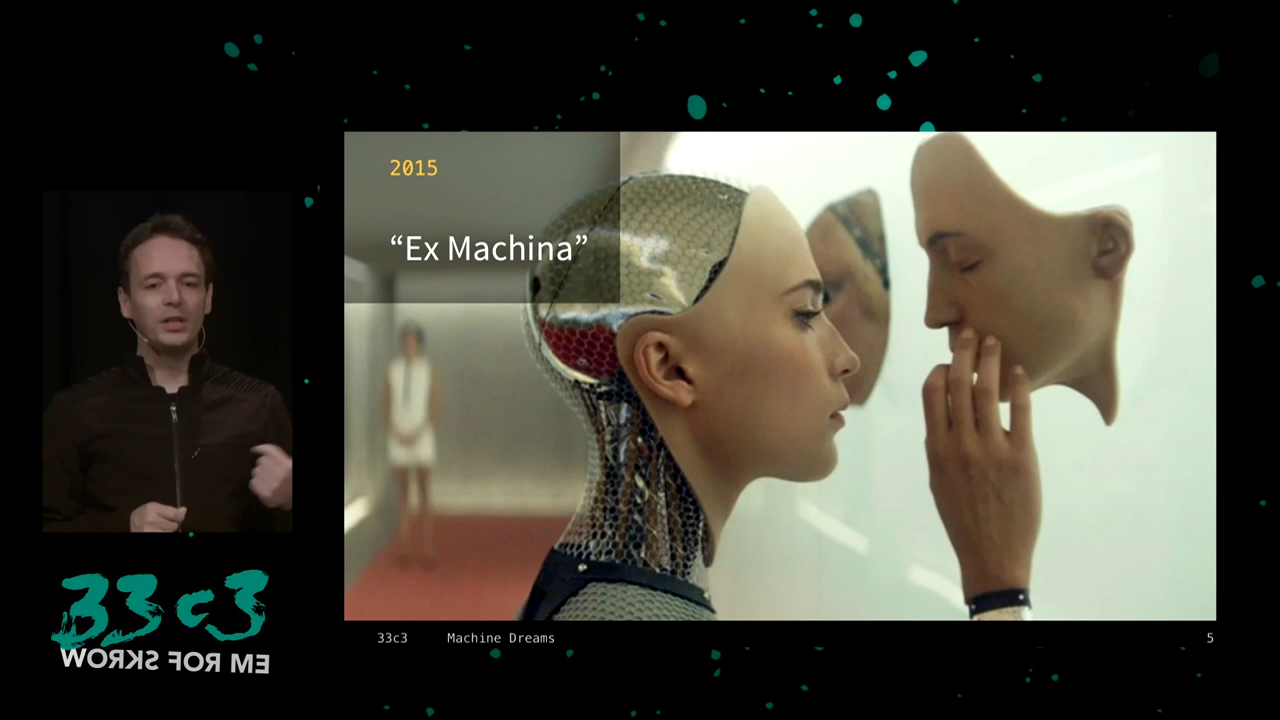 2015
“Ex Machina”
33c3
WORKS FOR ME
33c3 Machine Dreams 5